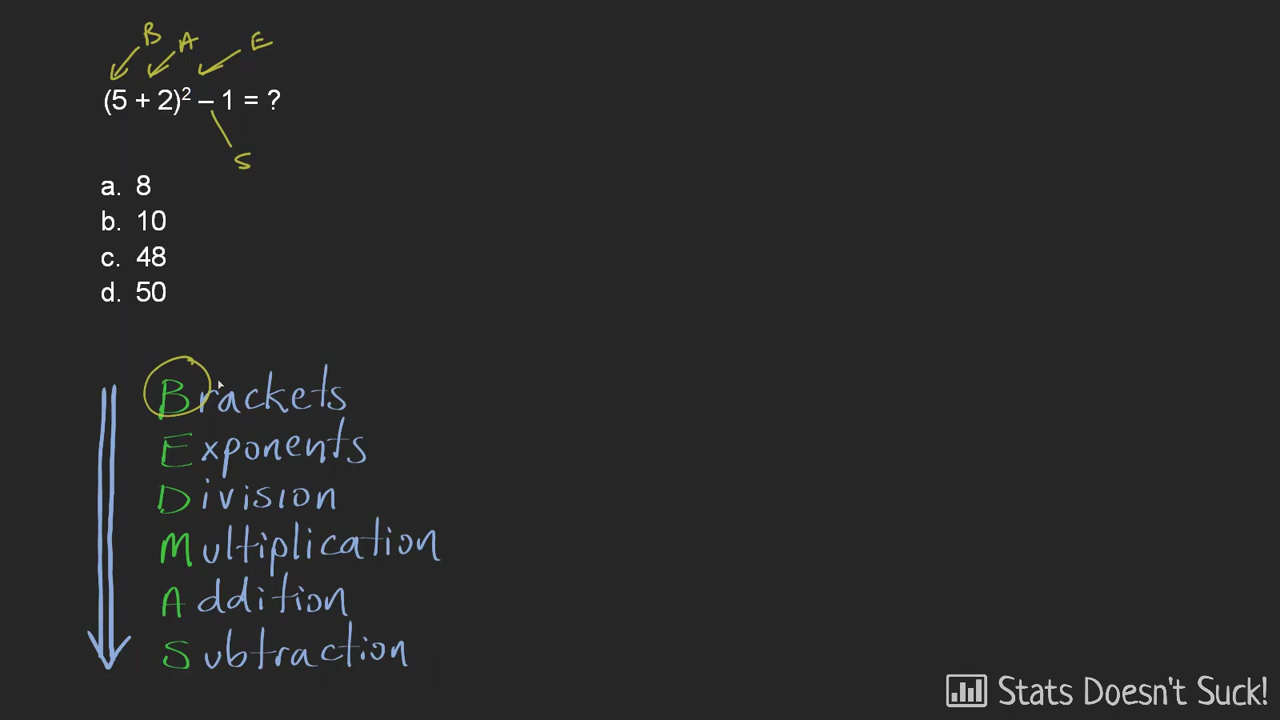 B A E
(5 + 2)² – 1 = ?
S
a. 8
b. 10
c. 48
d. 50
Brackets
Exponents
Division
Multiplication
Addition
Subtraction
Stats Doesn't Suck!